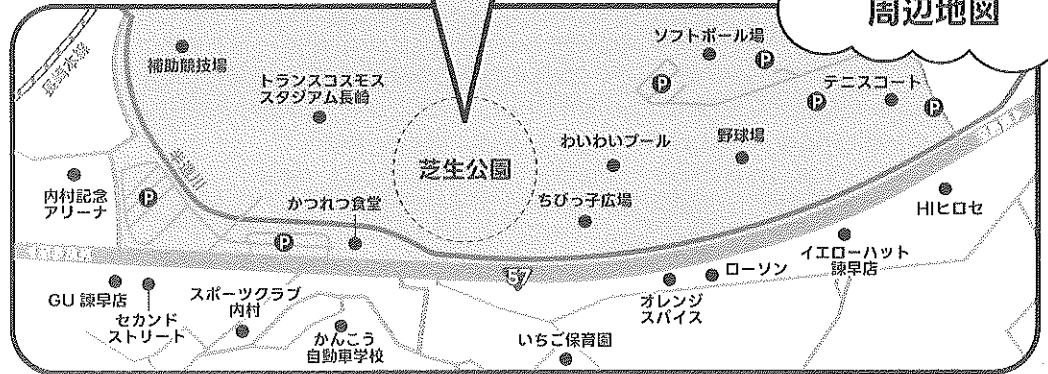 周辺地図
ソフトボール場
P
補助競技場
長崎本線
トランスコスモス
スタジアム長崎
P
テニスコート
P
P
わいわいプール
野球場
芝生公園
内村記念
アリーナ
P
かつれつ食堂
ちびっ子広場
HIヒロセ
P
イエローハット
諫早店
57
ローソン
オレンジ
スパイス
GU 諫早店
セカンド
ストリート
スポーツクラブ
内村
かんこう
自動車学校
いちご保育園